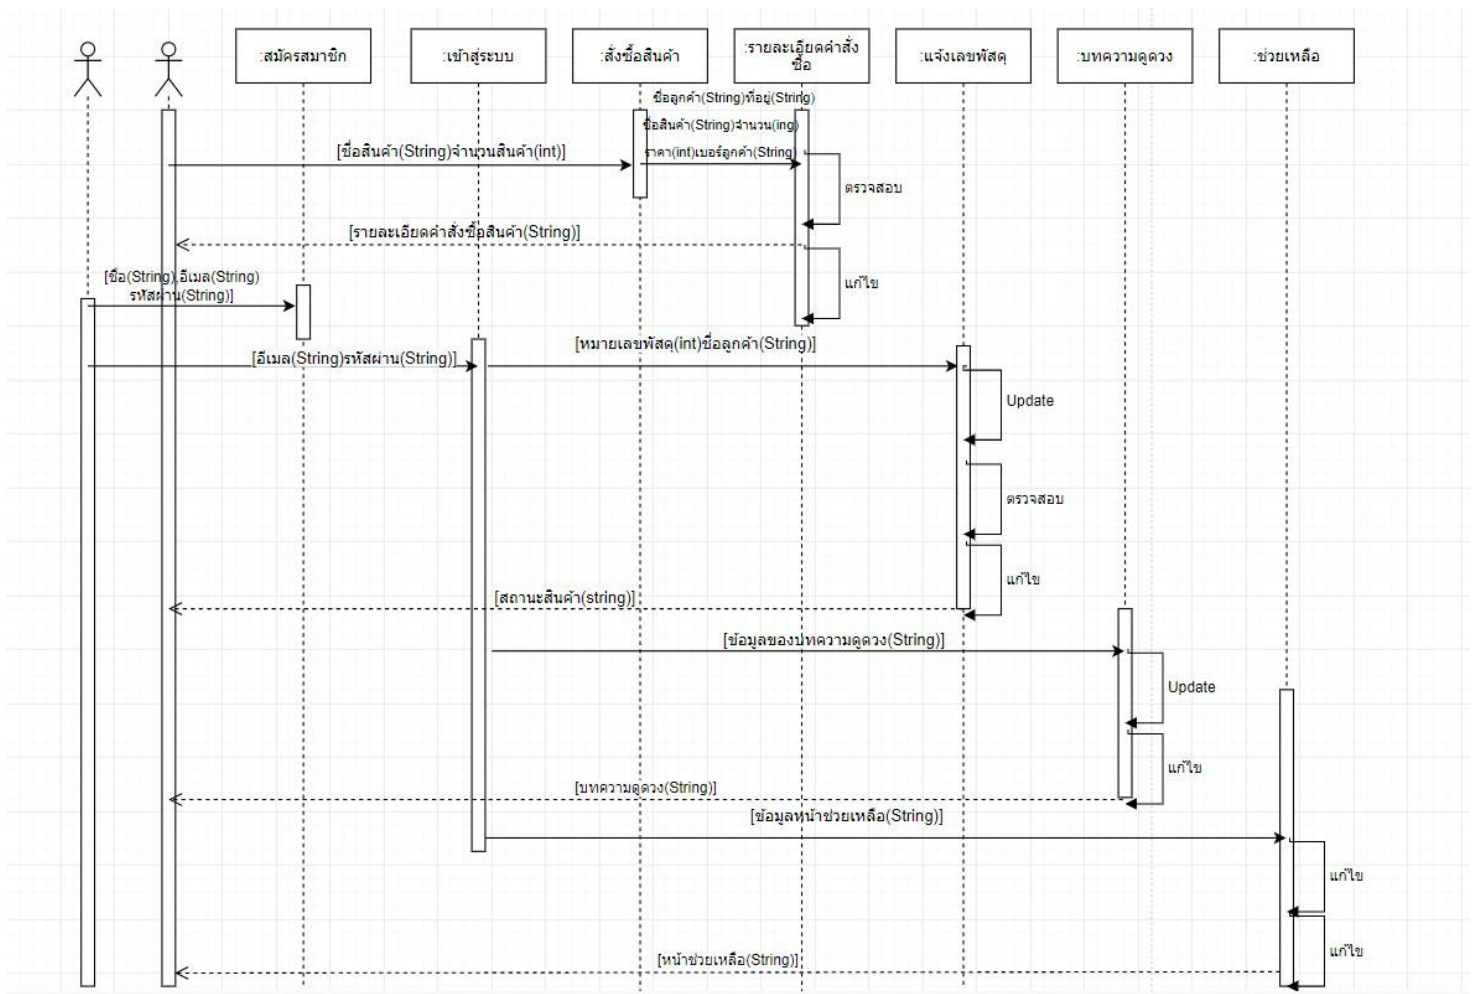 :สมัครสมาชิก
:เข้าสู่ระบบ
:สั่งซื้อสินค้า
:รายละเอียดคำสั่ง
ซื้อ
:แจ้งเลขพัสดุ
:บทความดูดวง
:ช่วยเหลือ
ชื่อลูกค้า(String)ที่อยู่(String)
ชื่อสินค้า(String)จำนวน(ing)
[ชื่อสินค้า(String)จำนวนสินค้า(int)]
ราคา(int)เบอร์ลูกค้า(String)
ตรวจสอบ
[รายละเอียดคำสั่งซื้อสินค้า(String)]
[ชื่อ(String),อีเมล(String)
รหัสผ่าน(String)]
แก้ไข
[หมายเลขพัสดุ(int)ชื่อลูกค้า(String)]
[อีเมล(String)รหัสผ่าน(String)]
Update
ตรวจสอบ
แก้ไข
[สถานะสินค้า(string)]
[ข้อมูลของบทความดูดวง(String)]
Update
แก้ไข
[บทความดูดวง(String)]
[ข้อมูลหน้าช่วยเหลือ(String)]
แก้ไข
แก้ไข
[หน้าช่วยเหลือ(String)]